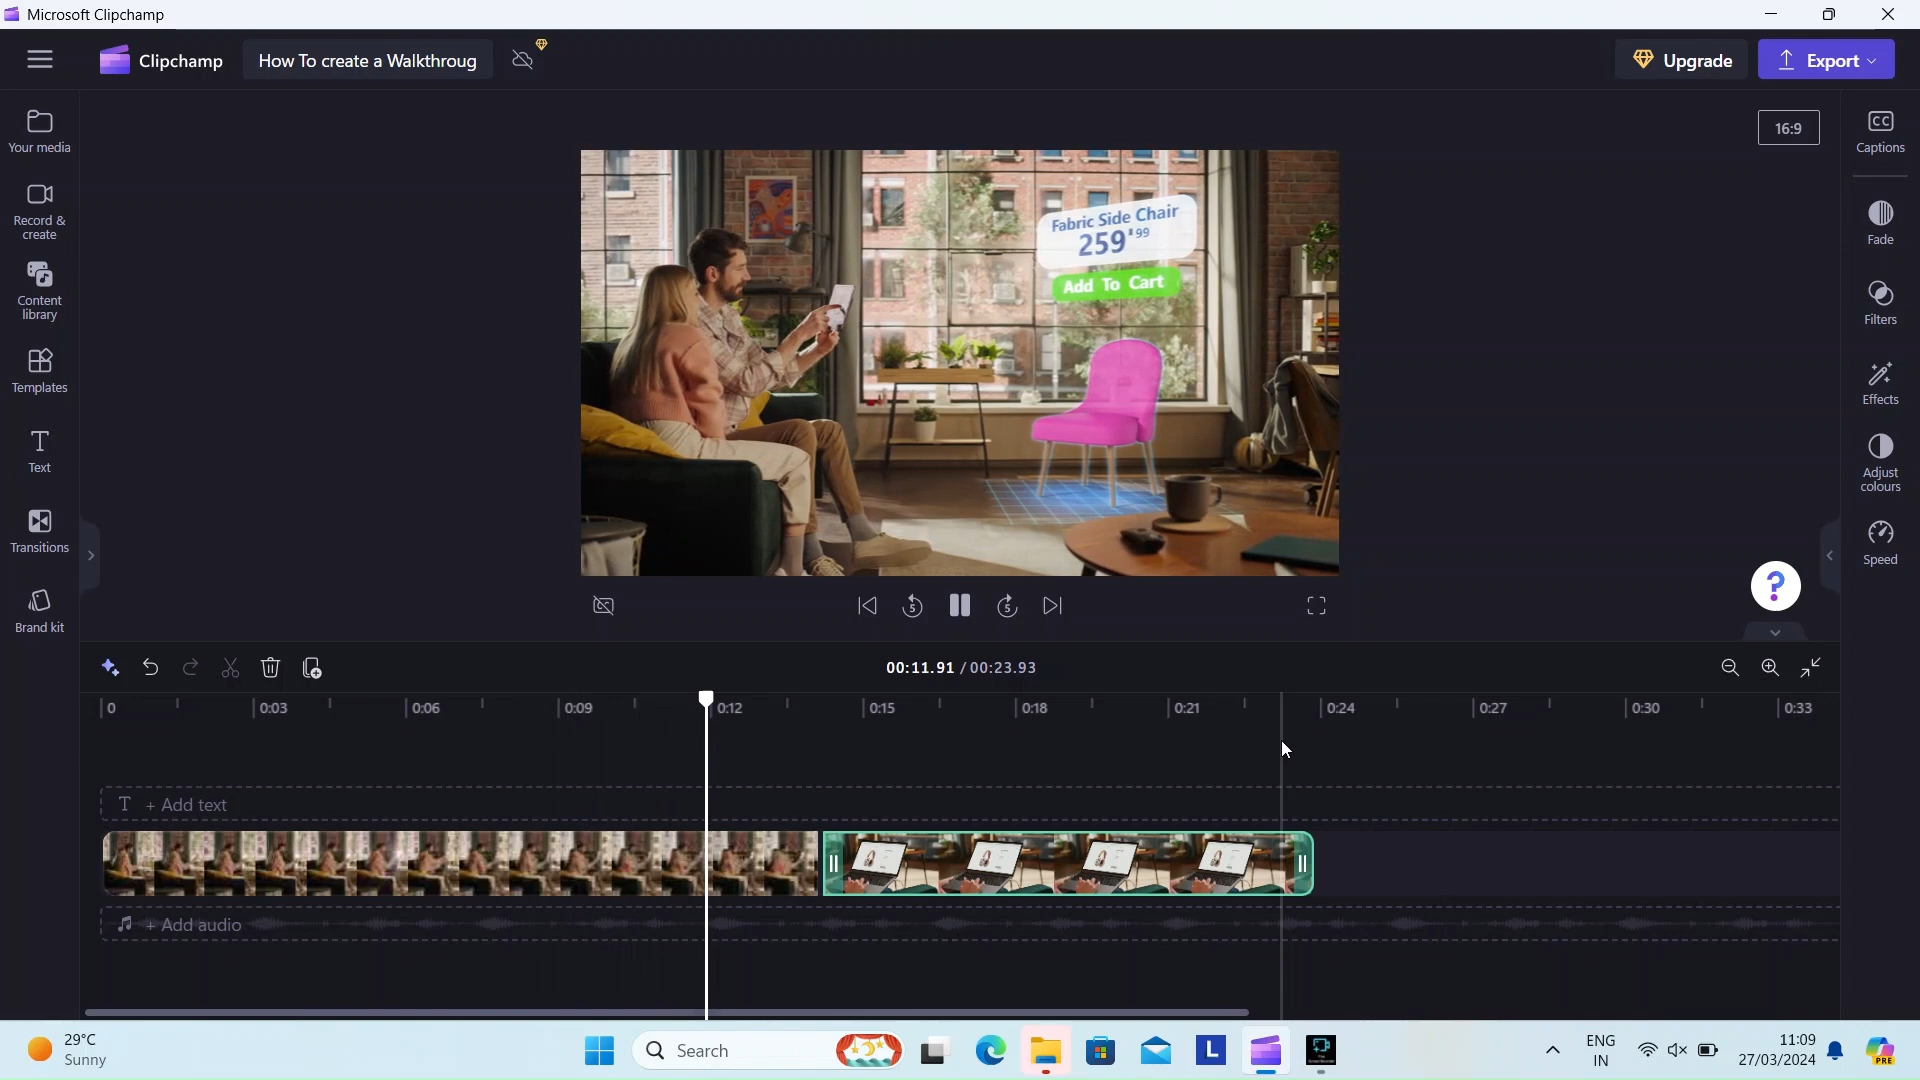 Microsoft Clipchamp
Clipchamp
How To create a Walkthroug
Upgrade
Export
Your media
Record &
create
Content
library
Templates
Text
Transitions
Brand kit
16:9
Fabric Side Chair
259'99
Add To Cart
Captions
Fade
Filters
Effects
Adjust
colours
Speed
5
5
?
00:11.91 / 00:23.93
0
0:03
0:06
0:09
0:12
0:15
0:18
0:21
0:24
0:27
0:30
0:33
T + Add text
+ Add audio
29°C
Sunny
Search
L
ENG
IN
11:09
27/03/2024
PRE